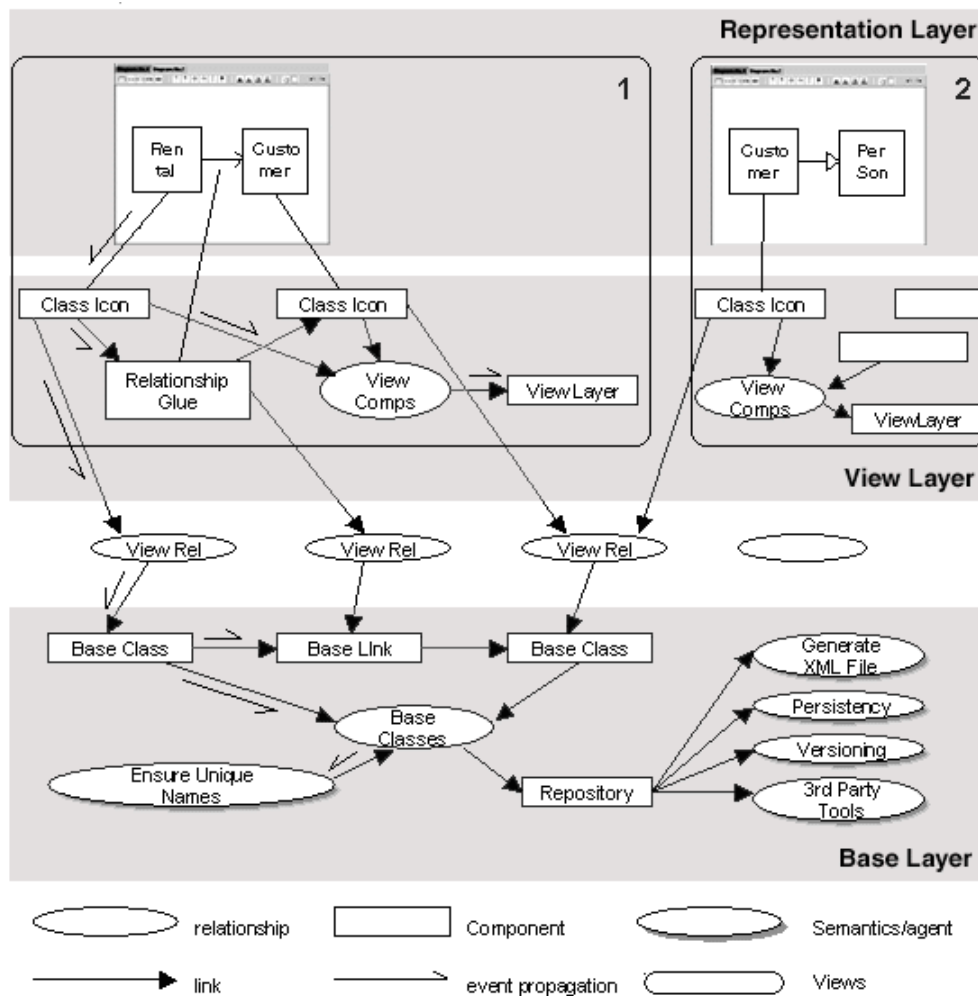 Representation Layer
1
2
Ren
tal
Custo
mer
Custo
mer
Per
Son
Class Icon
Class Icon
Class Icon
Relationship
Glue
View
Comps
ViewLayer
View
Comps
ViewLayer
View Layer
View Rel
View Rel
View Rel
Base Class
Base LInk
Base Class
Generate
XML File
Persistency
Base
Classes
Versioning
Ensure Unique
Names
Repository
3rd Party
Tools
Base Layer
relationship
Component
Semantics/agent
link
event propagation
Views